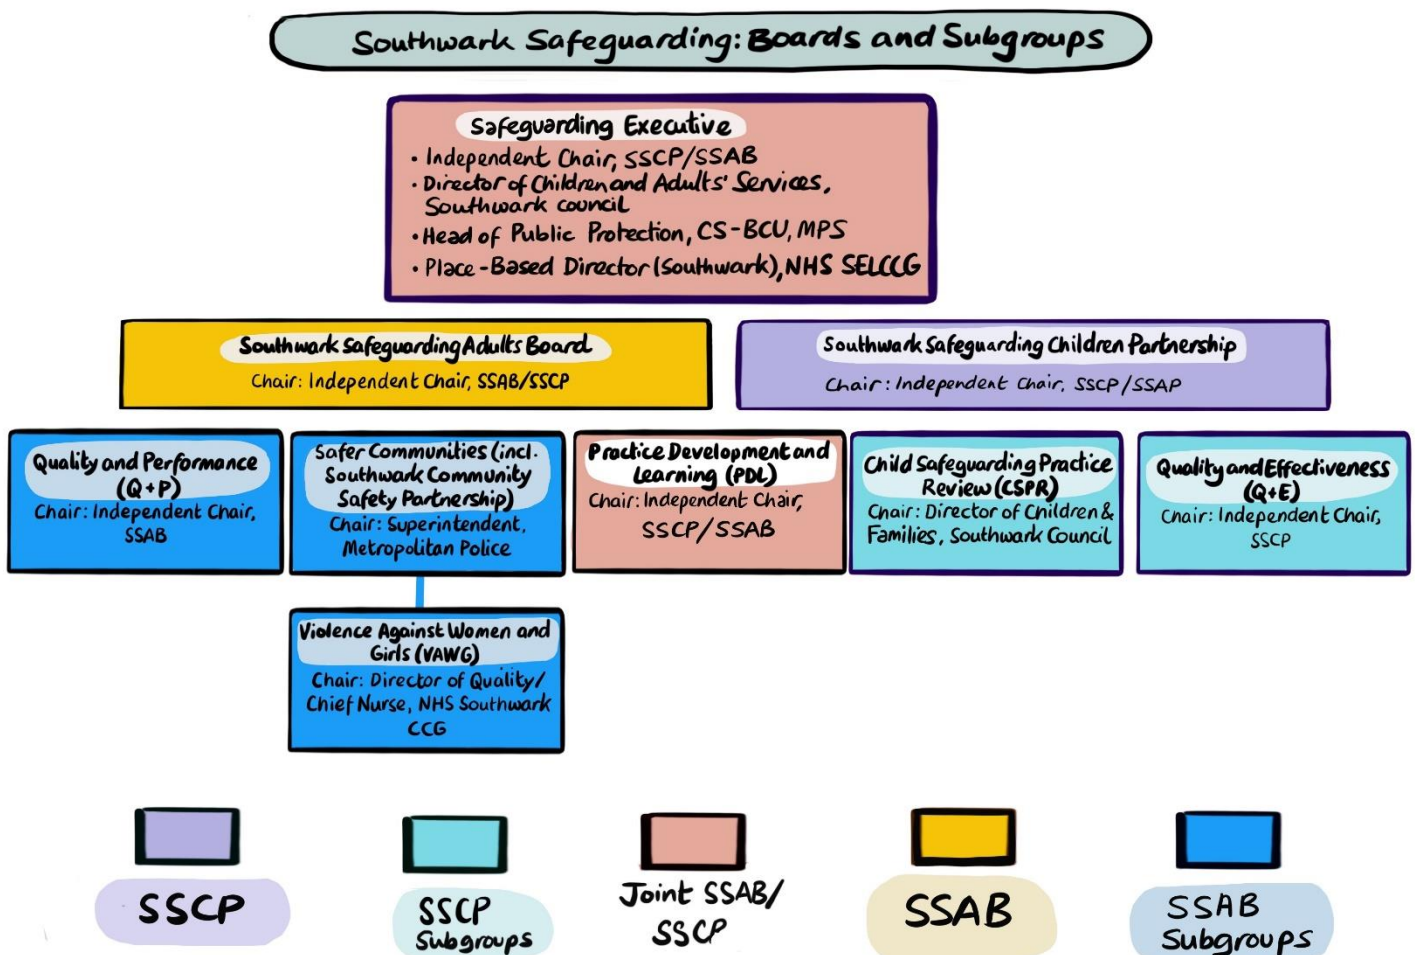 Southwark Safeguarding: Boards and Subgroups
Safeguarding Executive
• Independent Chair, SSCP/SSAB
• Director of Children and Adults' Services,
Southwark council
• Head of Public Protection, CS-BCU, MPS
• Place-Based Director (Southwark), NHS SELCCG
Southwark Safeguarding Adults Board
Chair: Independent Chair, SSAB/SSCP
Southwark Safeguarding Children Partnership
Chair: Independent Chair, SSCP/SSAP
Quality and Performance
(Q+P)
Chair: Independent Chair,
SSAB
Safer Communities (incl.
Southwark Community
Safety Partnership)
Chair: Superintendent,
Metropolitan Police
Practice Development and
Learning (PDL)
Chair: Independent Chair,
SSCP/SSAB
Child Safeguarding Practice
Review (CSPR)
Chair: Director of Children &
Families, Southwark Council
Quality and Effectiveness
(Q+E)
Chair: Independent Chair,
SSCP
Violence Against Women and
Girls (VAWG)
Chair: Director of Quality/
Chief Nurse, NHS Southwark
CCG
SSCP
SSCP
Subgroups
Joint SSAB/
SSCP
SSAB
SSAB
Subgroups